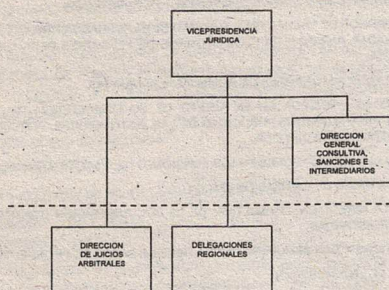 VICEPRESIDENCIA
JURIDICA
DIRECCION
GENERAL
CONSULTIVA,
SANCIONES E
INTERMEDIARIOS
DIRECCION
DE JUICIOS
ARBITRALES
DELEGACIONES
REGIONALES